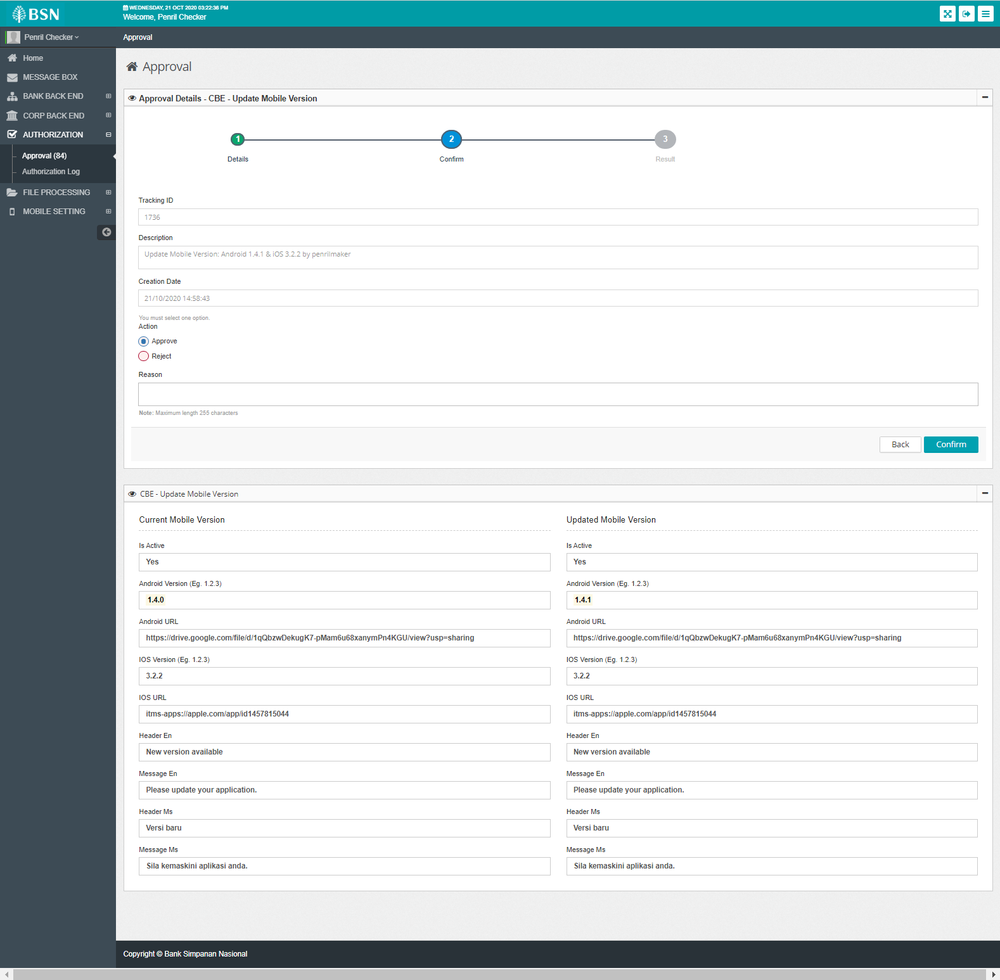 BSN
WEDNESDAY, 21 OCT 2020 03:22:36 PM
Welcome, Penril Checker
Penril Checker
Approval
Home
MESSAGE BOX
BANK BACK END
CORP BACK END
AUTHORIZATION
Approval (84)
Authorization Log
FILE PROCESSING
MOBILE SETTING
Approval
Approval Details - CBE - Update Mobile Version
1
2
3
Details
Confirm
Result
Tracking ID
1736
Description
Update Mobile Version: Android 1.4.1 & iOS 3.2.2 by penrilmaker
Creation Date
21/10/2020 14:58:43
You must select one option.
Action
Approve
Reject
Reason
Note: Maximum length 255 characters
Back
Confirm
CBE - Update Mobile Version
Current Mobile Version
Is Active
Yes
Android Version (Eg. 1.2.3)
1.4.0
Android URL
https://drive.google.com/file/d/1qQbzwDekugK7-pMam6u68xanymPn4KGU/view?usp=sharing
IOS Version (Eg. 1.2.3)
3.2.2
IOS URL
itms-apps://apple.com/app/id1457815044
Header En
New version available
Message En
Please update your application.
Header Ms
Versi baru
Message Ms
Sila kemaskini aplikasi anda.
Updated Mobile Version
Is Active
Yes
Android Version (Eg. 1.2.3)
1.4.1
Android URL
https://drive.google.com/file/d/1qQbzwDekugK7-pMam6u68xanymPn4KGU/view?usp=sharing
IOS Version (Eg. 1.2.3)
3.2.2
IOS URL
itms-apps://apple.com/app/id1457815044
Header En
New version available
Message En
Please update your application.
Header Ms
Versi baru
Message Ms
Sila kemaskini aplikasi anda.
Copyright © Bank Simpanan Nasional